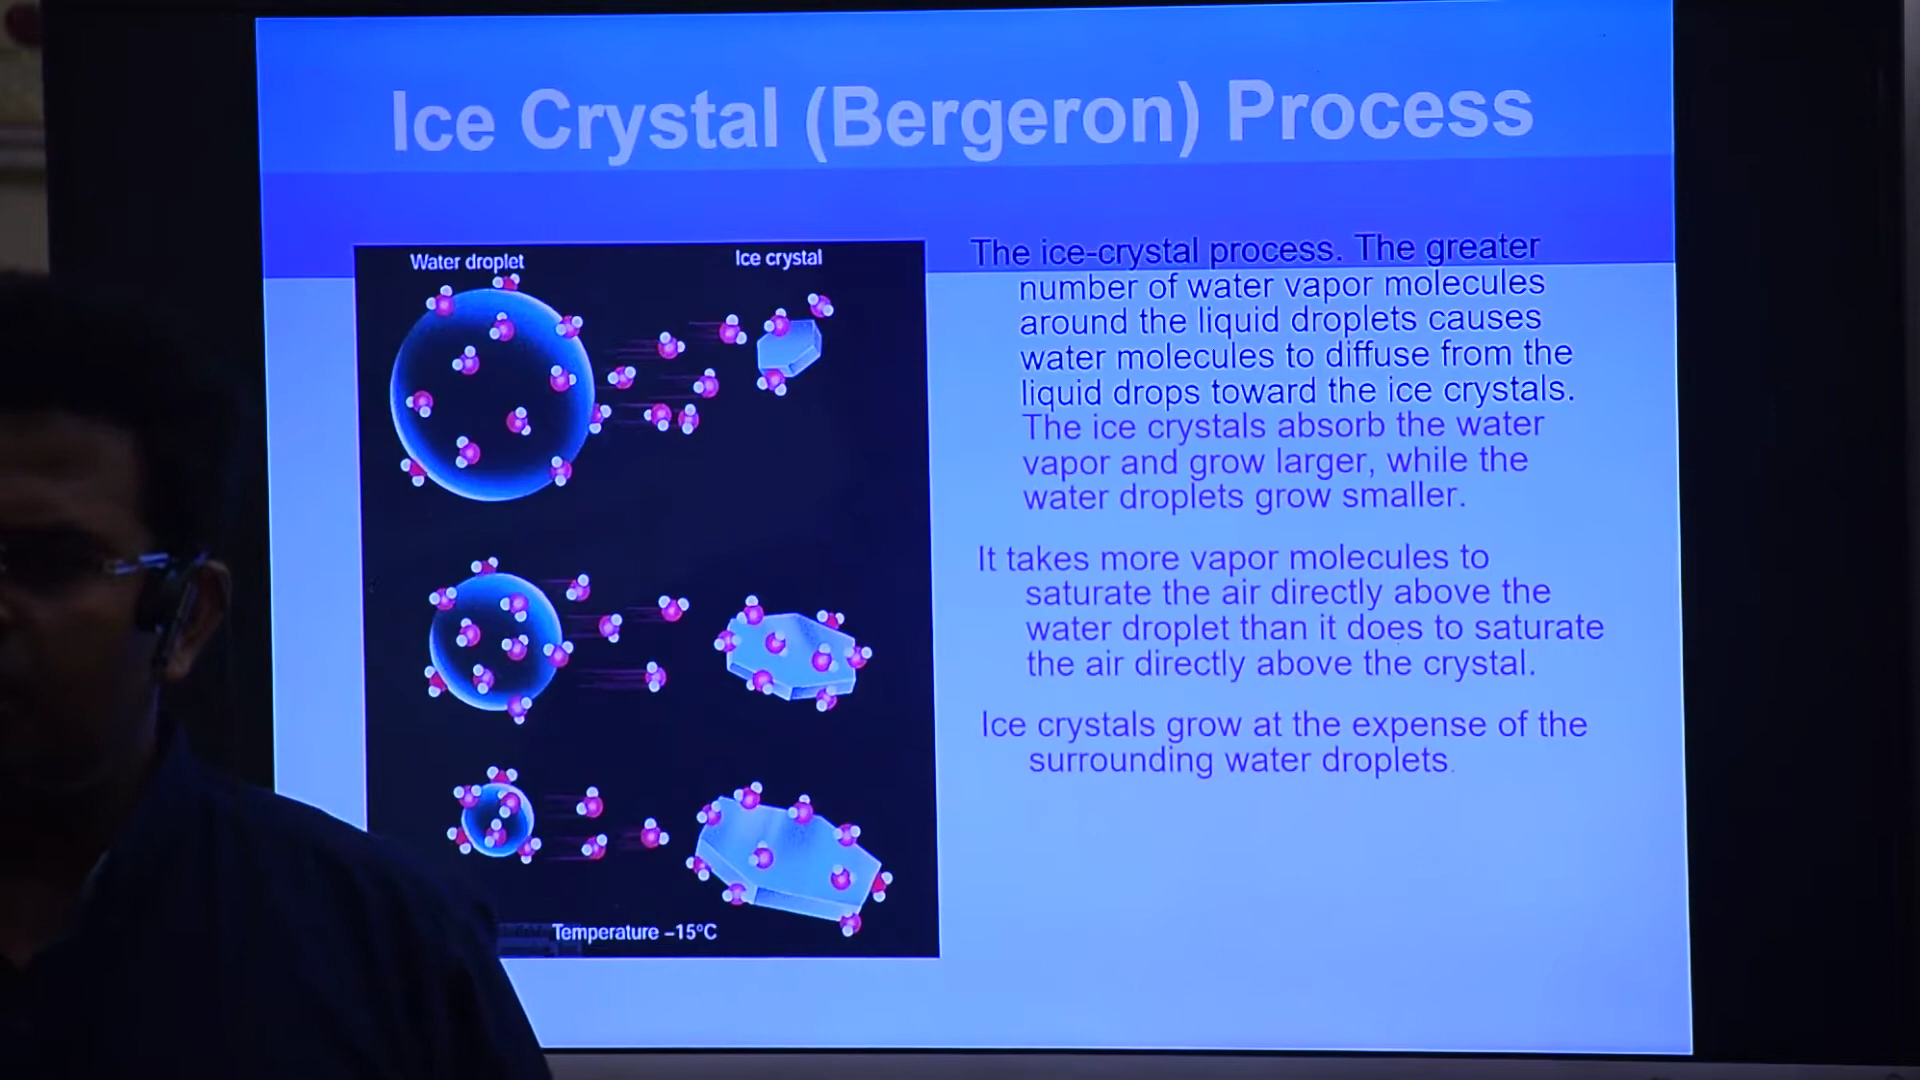 Ice Crystal (Bergeron) Process
Water droplet
Ice crystal
Temperature –15°C
The ice-crystal process. The greater
number of water vapor molecules
around the liquid droplets causes
water molecules to diffuse from the
liquid drops toward the ice crystals.
The ice crystals absorb the water
vapor and grow larger, while the
water droplets grow smaller.
It takes more vapor molecules to
saturate the air directly above the
water droplet than it does to saturate
the air directly above the crystal.
Ice crystals grow at the expense of the
surrounding water droplets.